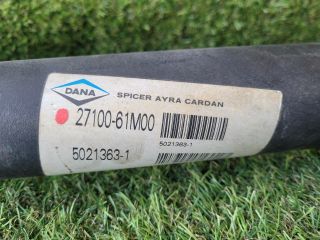 DANA
SPICER AYRA CARDAN
27100-61M00
5021363-1
5021363-1